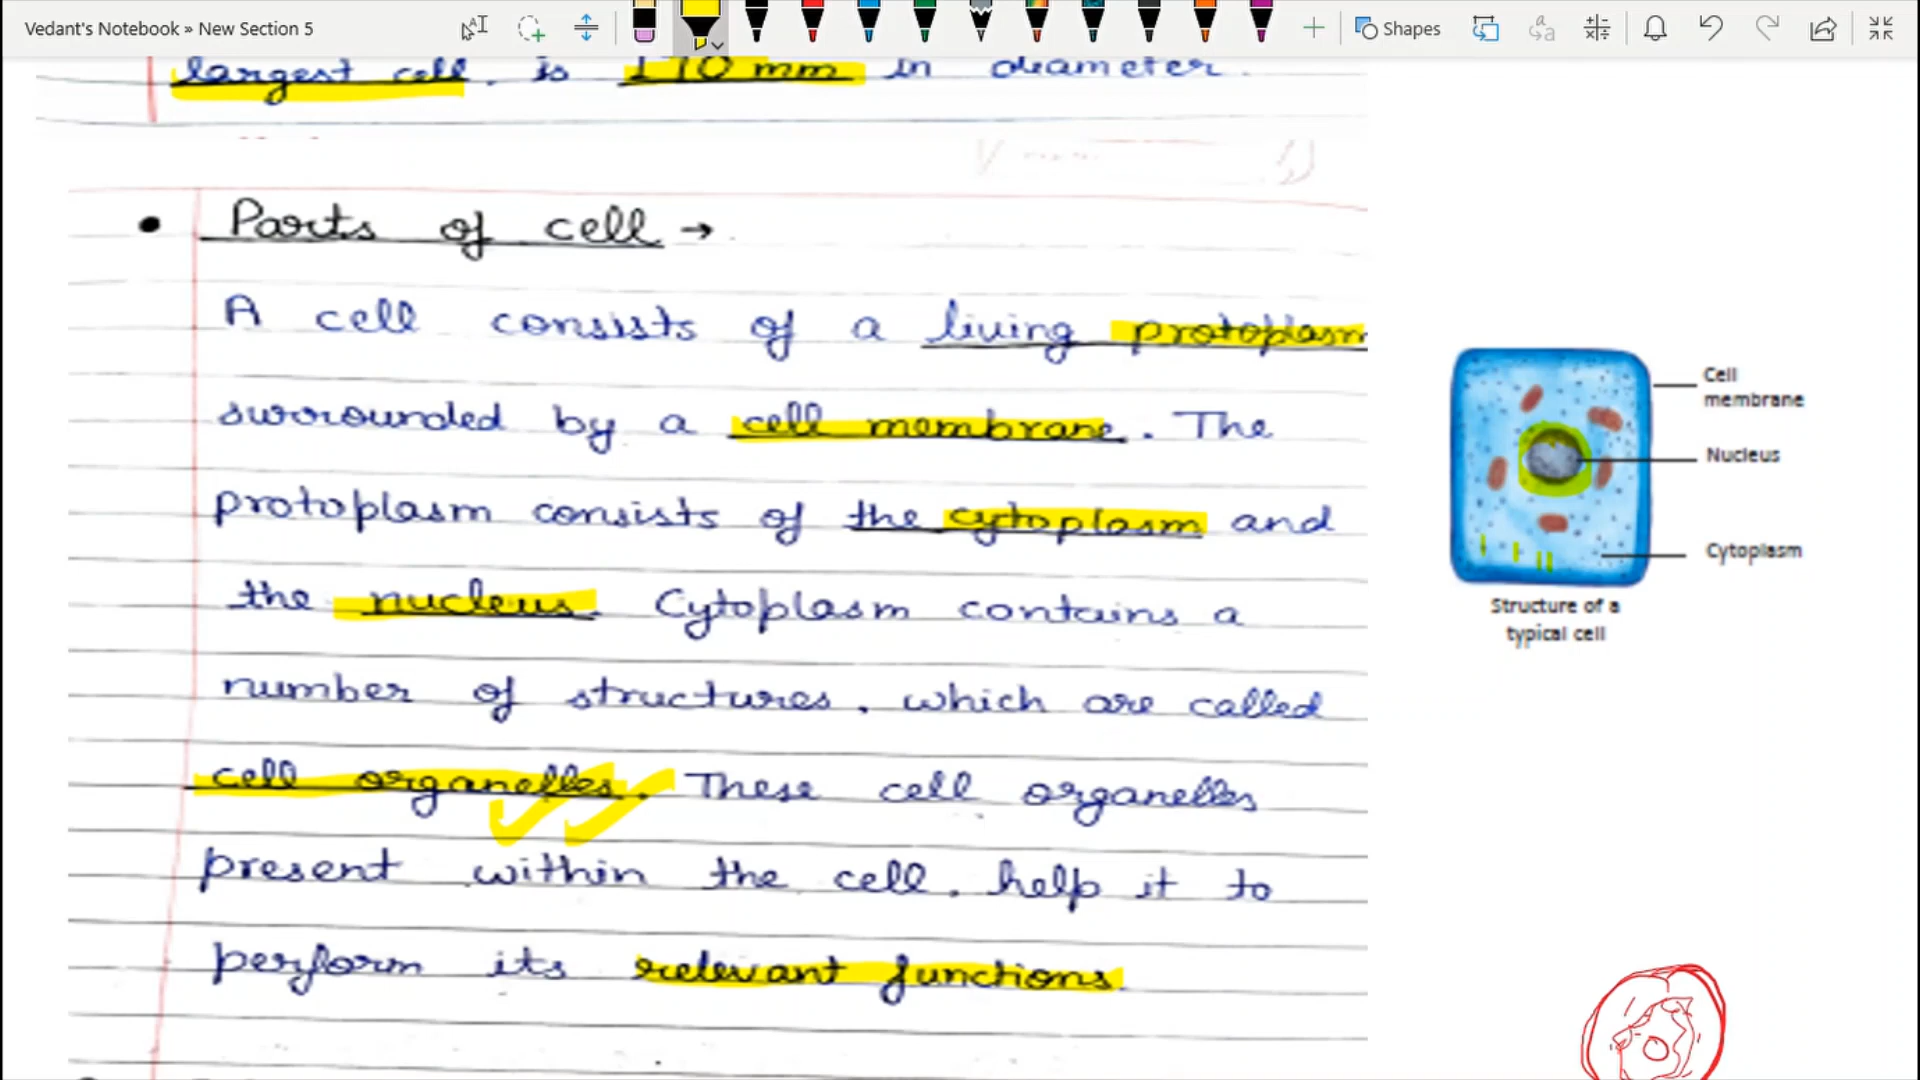 Vedant's Notebook » New Section 5
Shapes
largest cell. is 170 mm in diameter.
Parts of cell →
A cell consists of a living protoplasm
surrounded by a cell membrane. The
protoplasm consists of the cytoplasm and
the nucleus. Cytoplasm contains a
number of structures. which are called
cell organelles. These cell organelles
present within the cell. help it to
perform its relevant functions.
Cell
membrane
Nucleus
Cytoplasm
Structure of a
typical cell